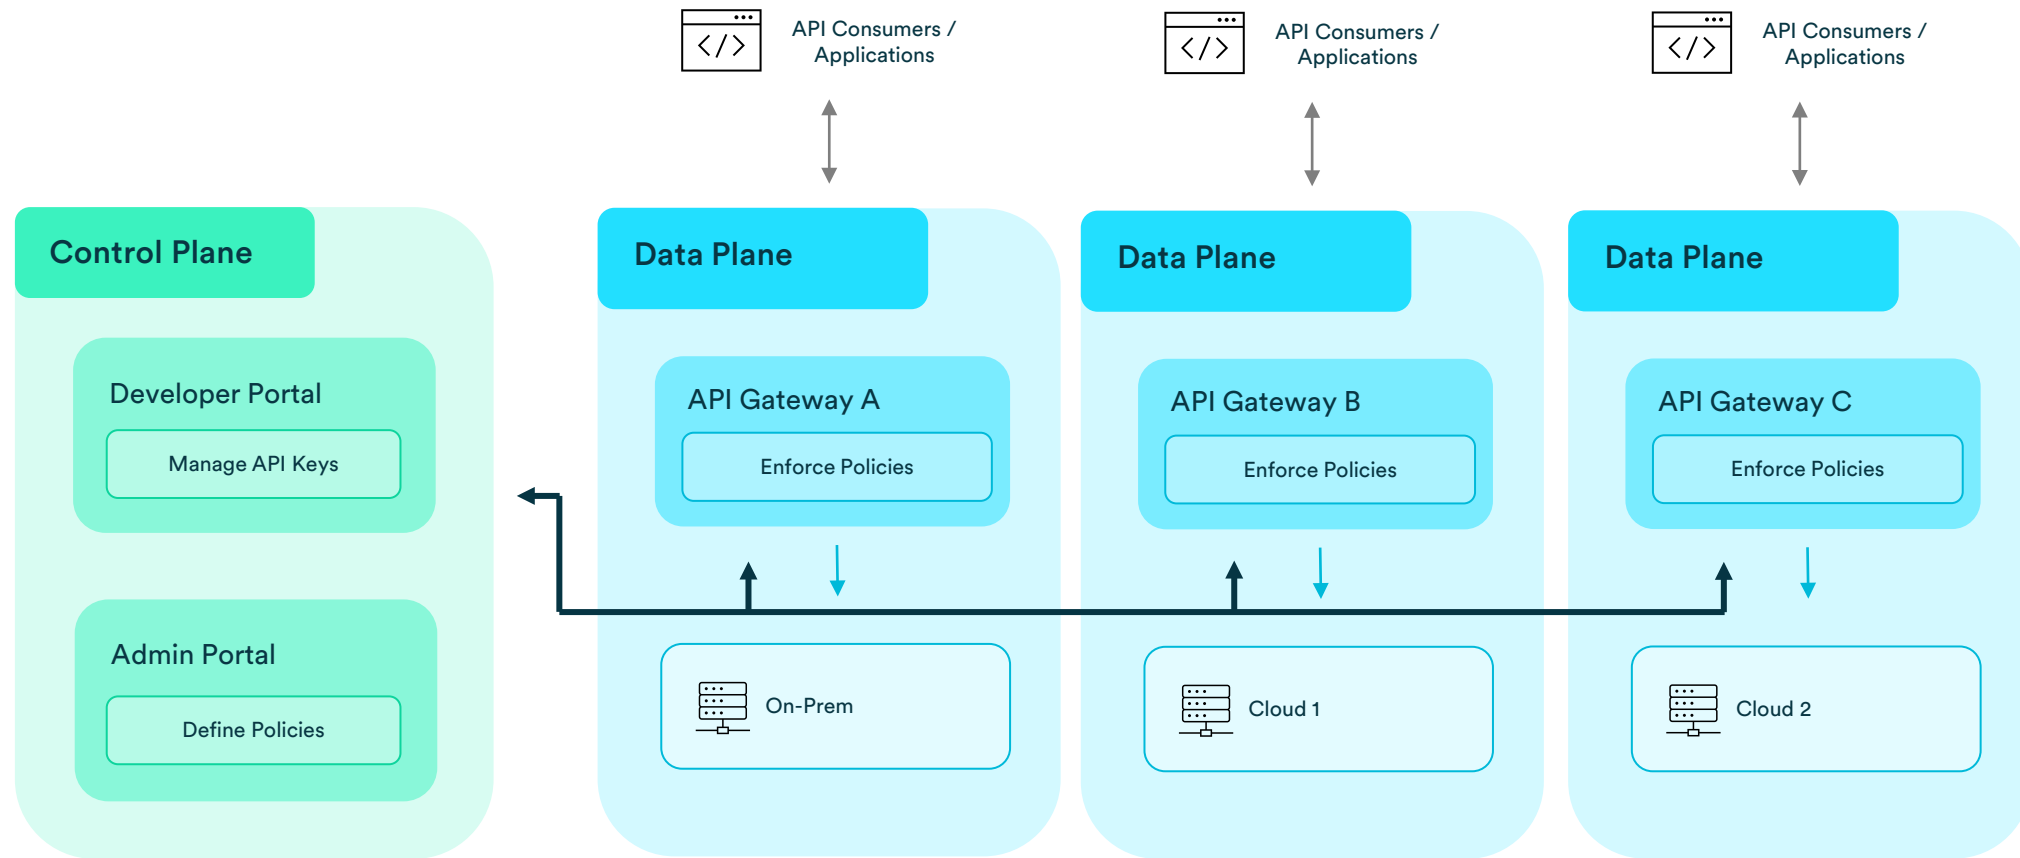 API Consumers /
Applications
API Consumers /
Applications
API Consumers /
Applications
Control Plane
Developer Portal
Manage API Keys
Admin Portal
Define Policies
Data Plane
API Gateway A
Enforce Policies
On-Prem
Data Plane
API Gateway B
Enforce Policies
Cloud 1
Data Plane
API Gateway C
Enforce Policies
Cloud 2